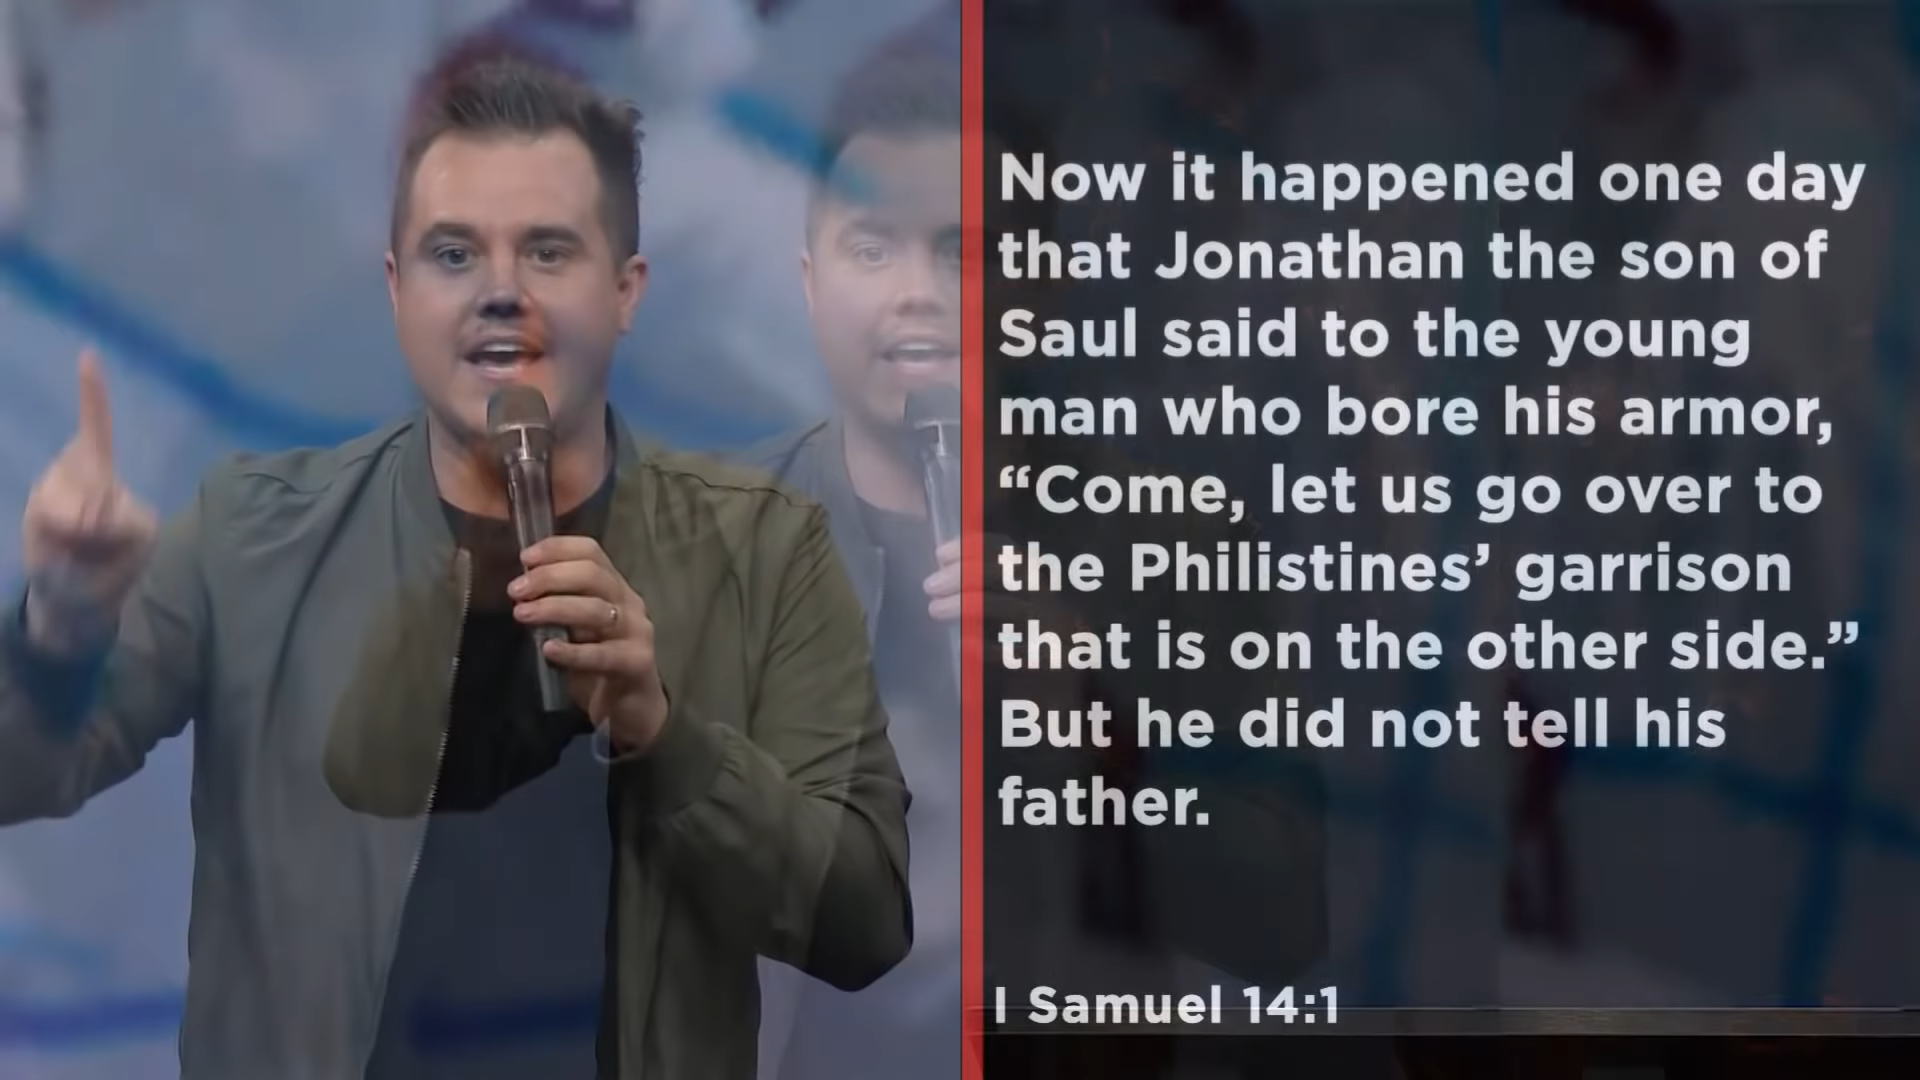 Now it happened one day
that Jonathan the son of
Saul said to the young
man who bore his armor,
“Come, let us go over to
the Philistines’ garrison
that is on the other side.”
But he did not tell his
father.
I Samuel 14:1